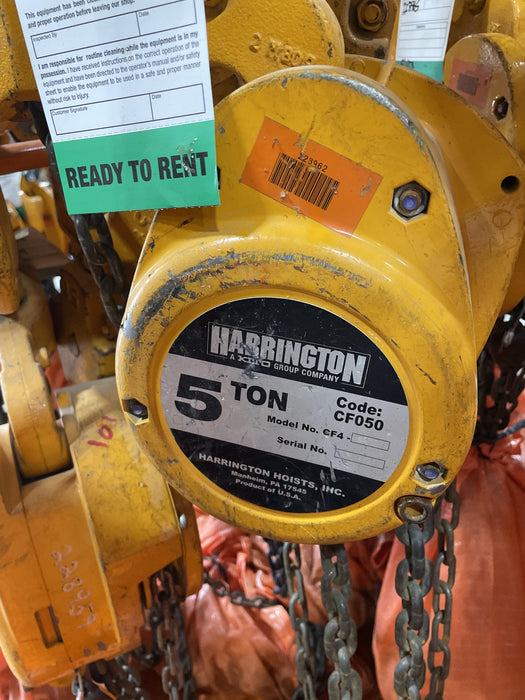 This equipment has been
and proper operation before leaving our shop.
Inspected by
Date
I am responsible for routine cleaning while the equipment is in my
possession. I have received instructions on the correct operation of the
equipment and have been directed to the operator's manual and/or safety
sheet to enable the equipment to be used in a safe and proper manner
without risk to injury.
Customer Signature
Date
READY TO RENT
228962
HARRINGTON
A KITO GROUP COMPANY
5 TON
Code:
CF050
Model No. CF4 -
Serial No.
HARRINGTON HOISTS, INC.
Manheim, PA 17545
Product of U.S.A.
101